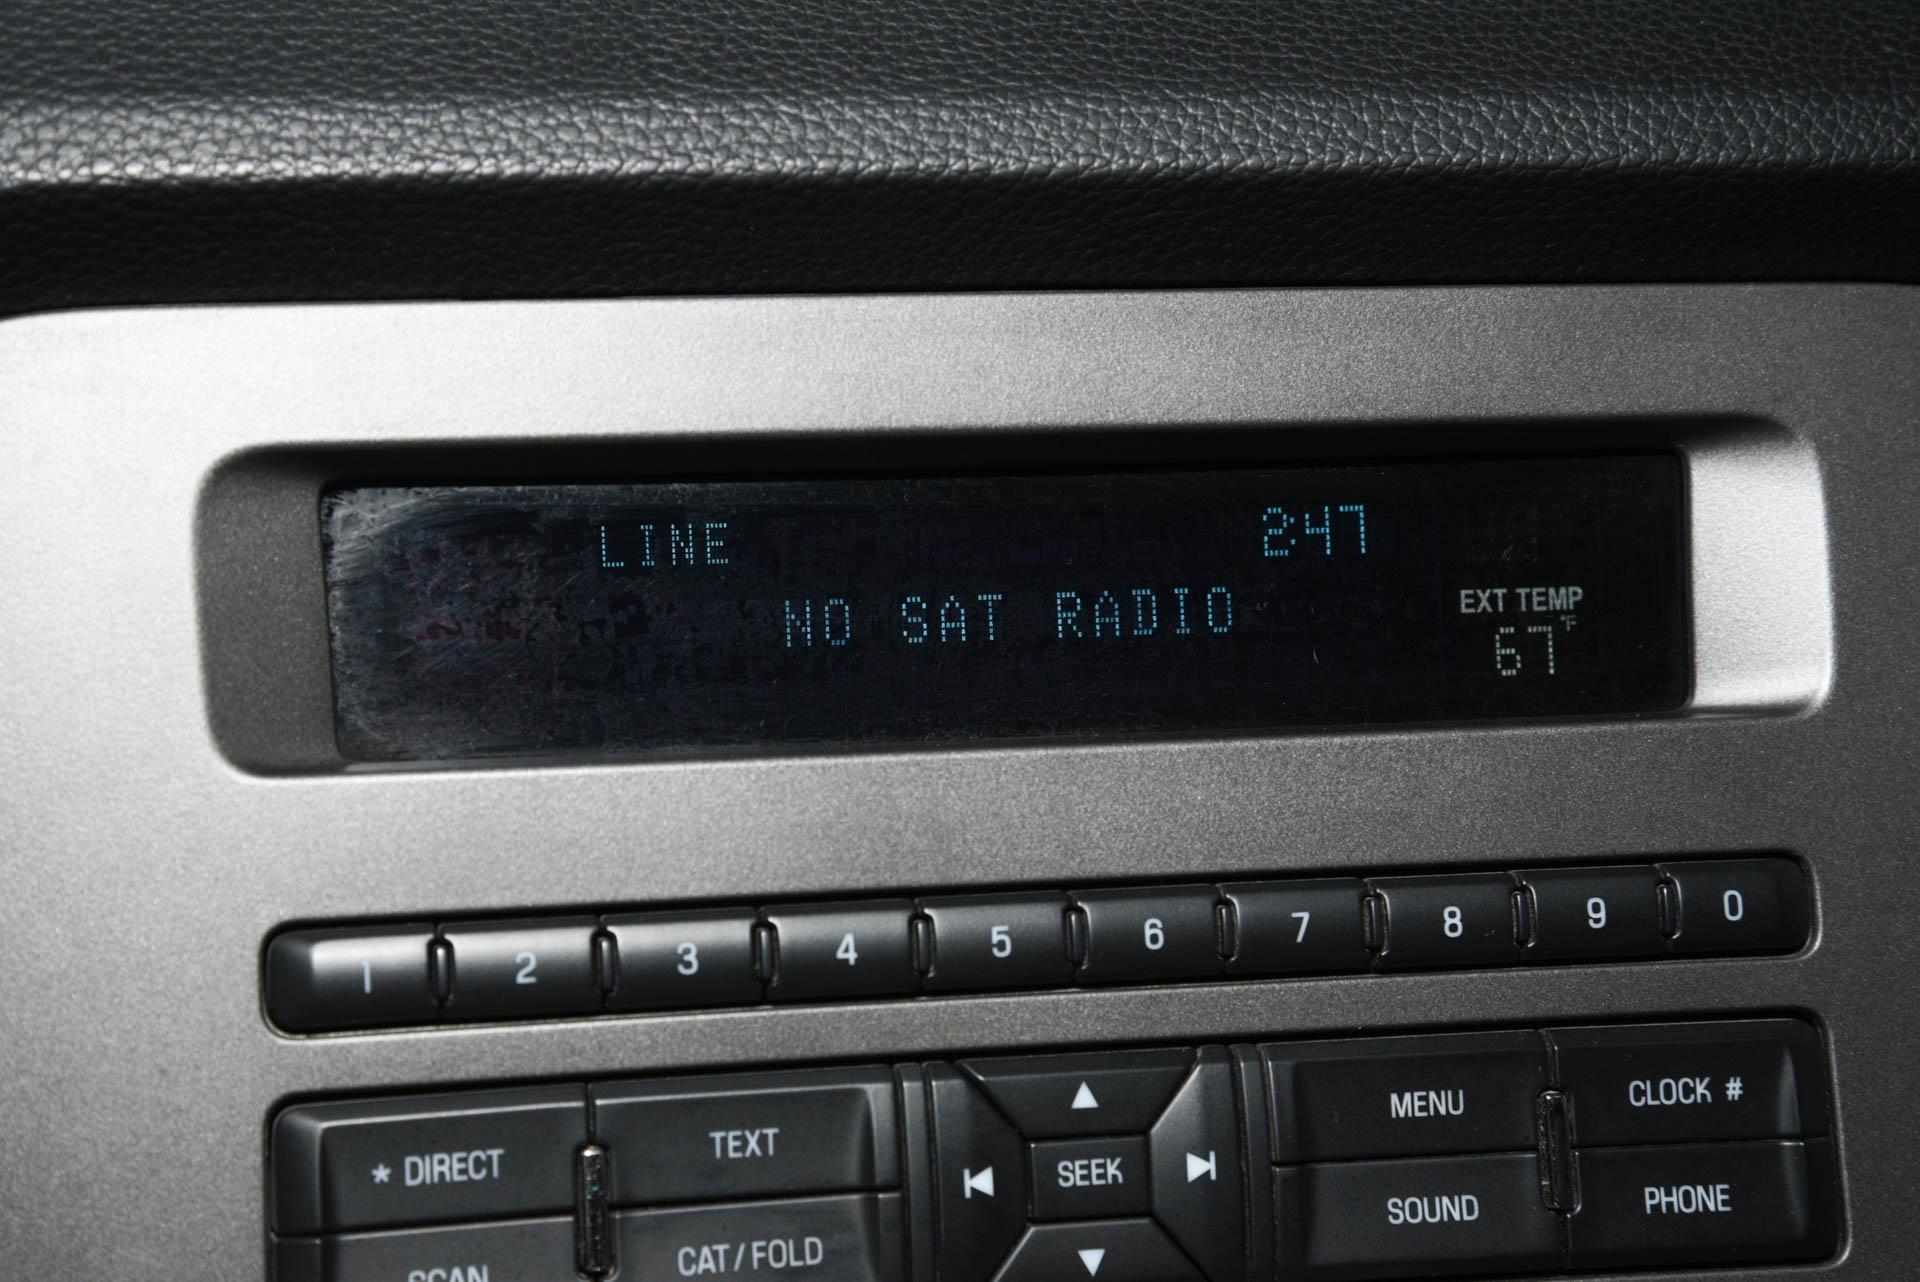 LINE 2:47
NO SAT RADIO
EXT TEMP
67°F
1 2 3 4 5 6 7 8 9 0
* DIRECT TEXT SEEK MENU CLOCK #
SCAN CAT/FOLD SOUND PHONE